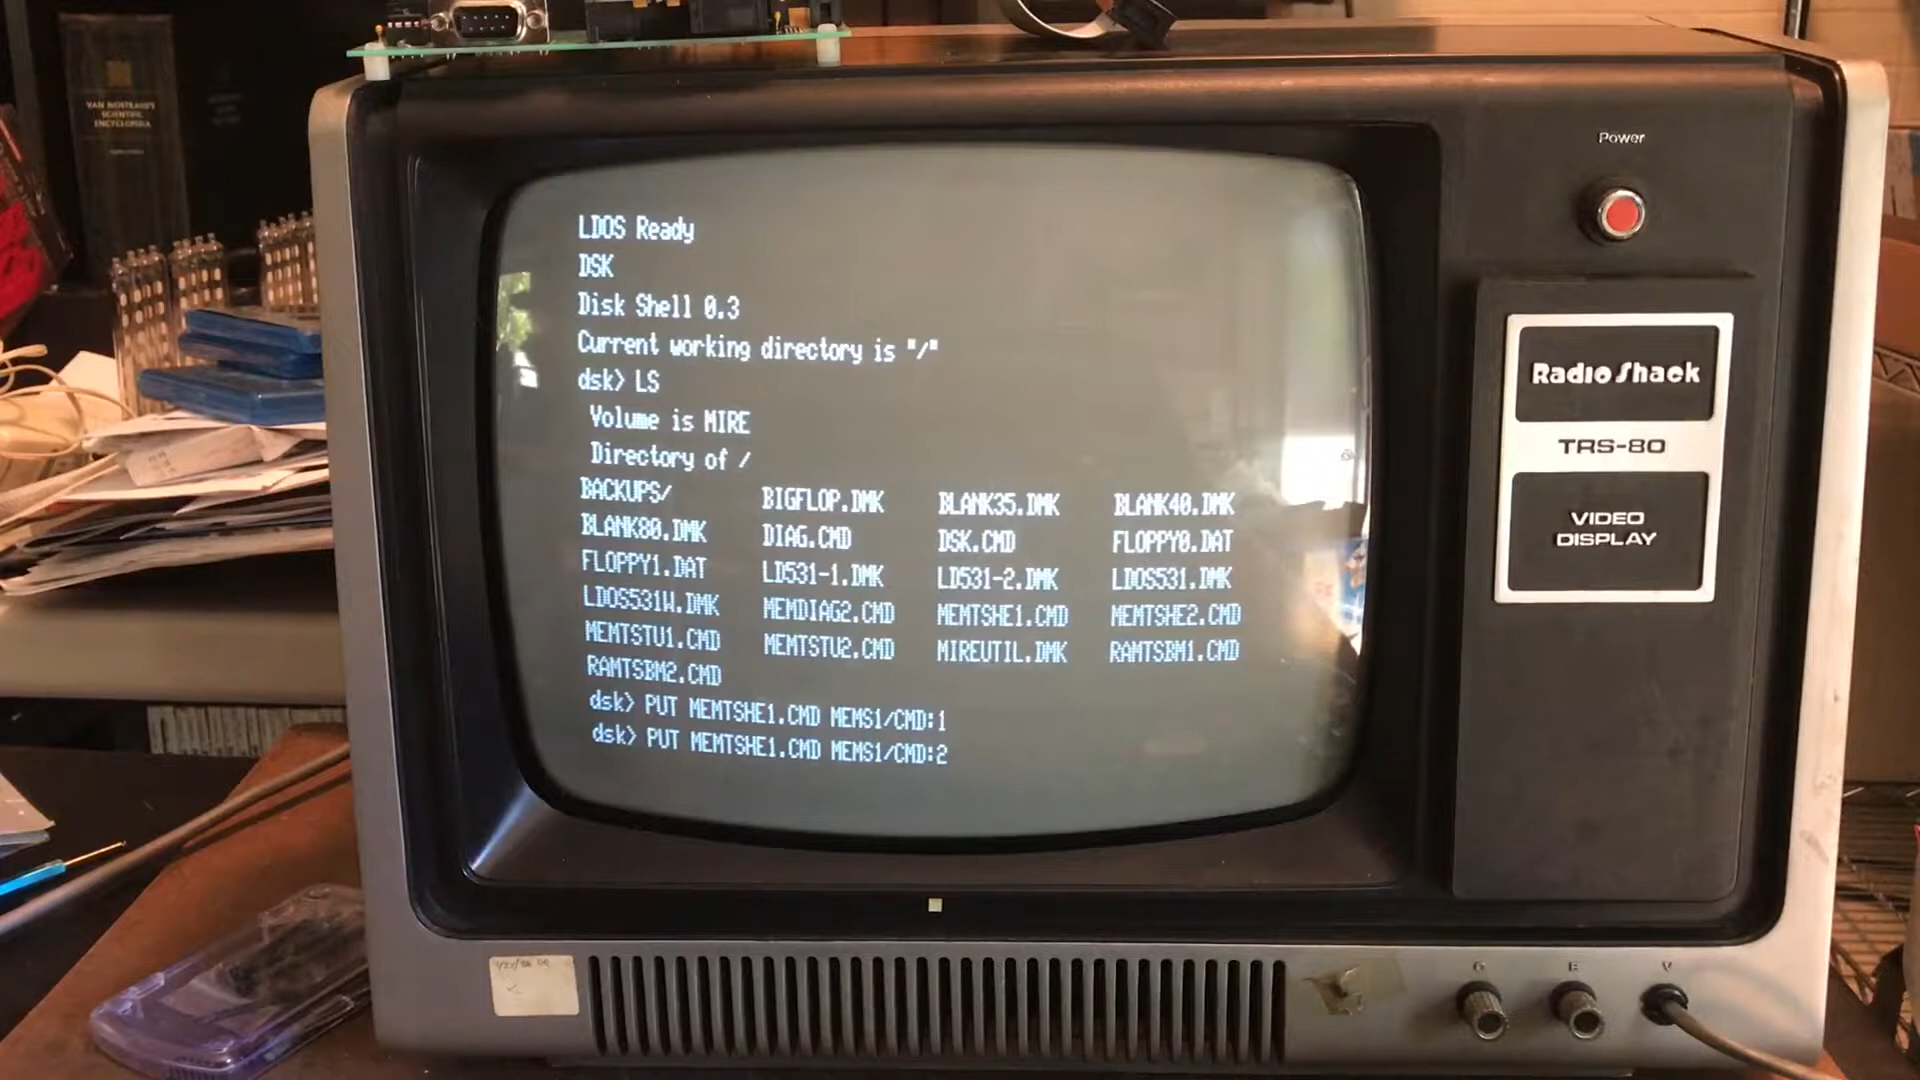 VAN NOSTRAND'S
SCIENTIFIC
ENCYCLOPEDIA
Power
Radio Shack
TRS-80
VIDEO
DISPLAY
LDOS Ready
DSK
Disk Shell 0.3
Current working directory is "/"
dsk> LS
Volume is MIRE
Directory of /
BACKUPS/ BIGFLOP.DMK BLANK35.DMK BLANK40.DMK
BLANK80.DMK DIAG.CMD DSK.CMD FLOPPY0.DAT
FLOPPY1.DAT LD531-1.DMK LD531-2.DMK LDOS531.DMK
LDOS531W.DMK MEMDIAG2.CMD MEMTSHE1.CMD MEMTSHE2.CMD
MEMTSTU1.CMD MEMTSTU2.CMD MIREUTIL.DMK RAMTSBM1.CMD
RAMTSBM2.CMD
dsk> PUT MEMTSHE1.CMD MEMS1/CMD:1
dsk> PUT MEMTSHE1.CMD MEMS1/CMD:2
C B V